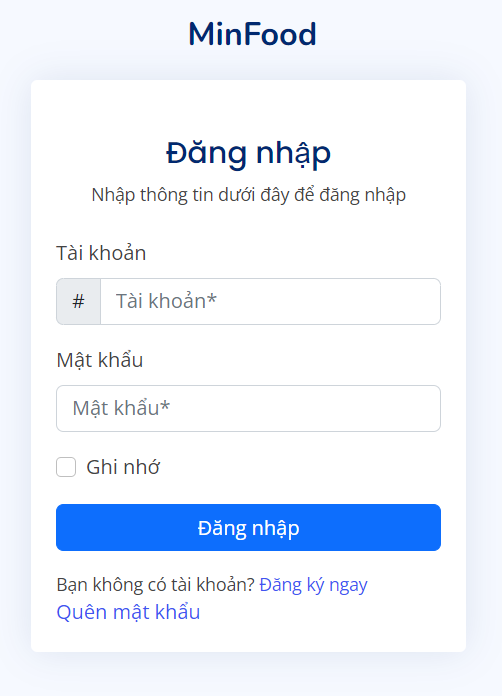 MinFood
Đăng nhập
Nhập thông tin dưới đây để đăng nhập
Tài khoản
# Tài khoản*
Mật khẩu
Mật khẩu*
Ghi nhớ
Đăng nhập
Bạn không có tài khoản? Đăng ký ngay
Quên mật khẩu